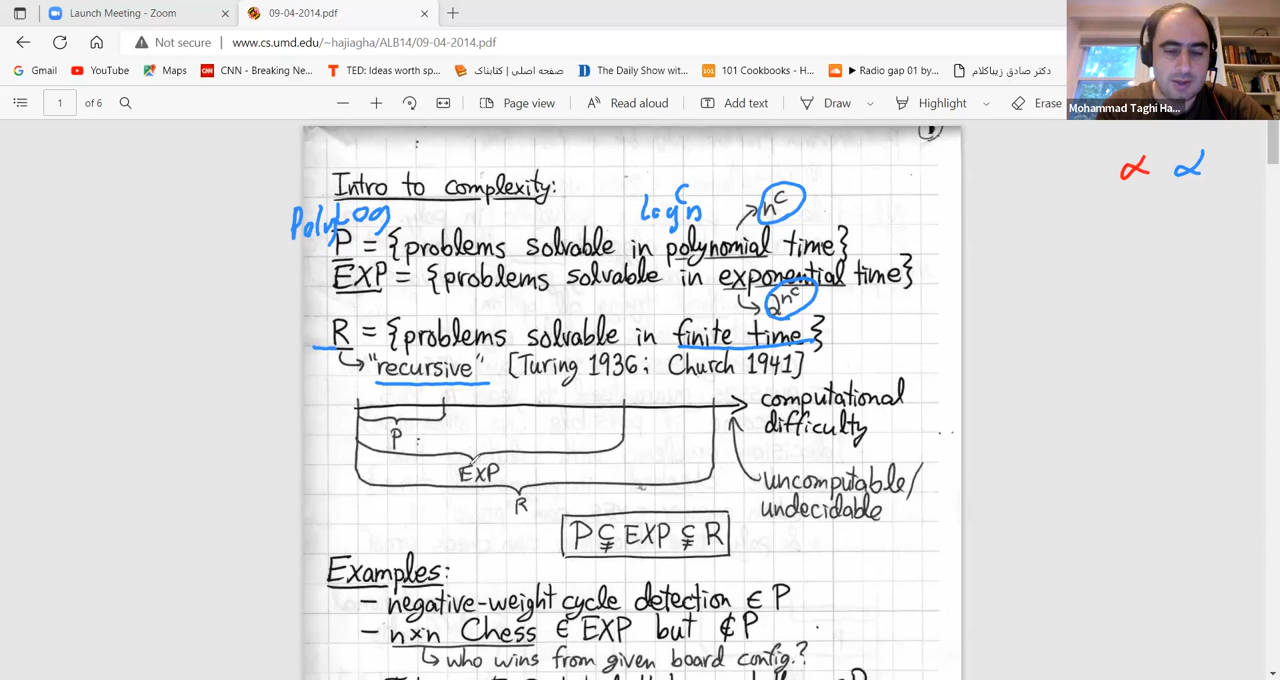 Launch Meeting - Zoom
09-04-2014.pdf
Not secure
www.cs.umd.edu/~hajiagha/ALB14/09-04-2014.pdf
Gmail
YouTube
Maps
CNN - Breaking Ne...
TED: Ideas worth sp...
صفحه اصلی | کتابناک
The Daily Show with...
101 Cookbooks - H...
Radio gap 01 by...
دکتر صادق زیباکلام
1 of 6
Page view
Read aloud
Add text
Draw
Highlight
Erase
Mohammad Taghi Ha...
α α
1
Intro to complexity:
PolyLog
log^c n
n^c
P = {problems solvable in polynomial time}
EXP = {problems solvable in exponential time}
2^n^c
R = {problems solvable in finite time}
"recursive" [Turing 1936; Church 1941]
computational
difficulty
P
EXP
uncomputable/
undecidable
R
P ⊊ EXP ⊊ R
Examples:
– negative-weight cycle detection ∈ P
– n×n Chess ∈ EXP but ∉ P
who wins from given board config.?